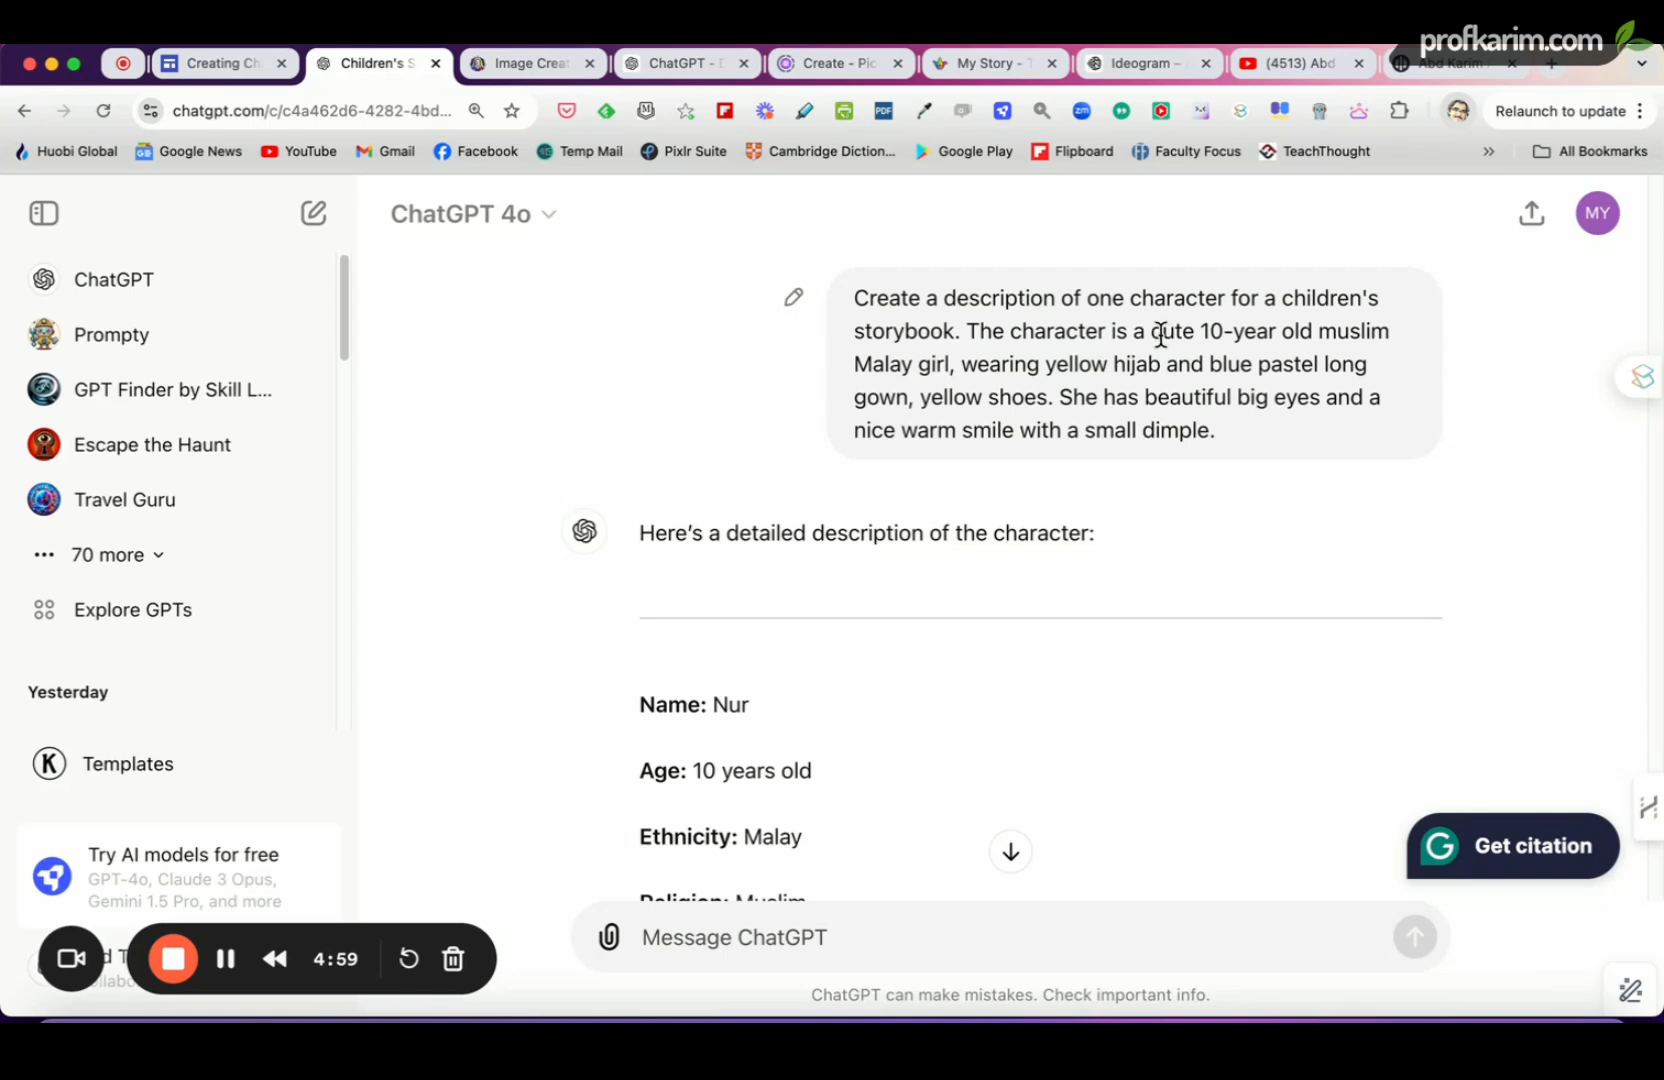 profkarim.com
Creating Ch
Children's S
Image Creat
ChatGPT - D
Create - Pic
My Story - T
Ideogram –
(4513) Abd
Abd Karim
chatgpt.com/c/c4a462d6-4282-4bd...
PDF
zm
Relaunch to update
Huobi Global
Google News
YouTube
Gmail
Facebook
Temp Mail
Pixlr Suite
Cambridge Diction...
Google Play
Flipboard
Faculty Focus
TeachThought
All Bookmarks
ChatGPT 4o
MY
ChatGPT
Prompty
GPT Finder by Skill L...
Escape the Haunt
Travel Guru
70 more
Explore GPTs
Yesterday
K
Templates
Try AI models for free
GPT-4o, Claude 3 Opus,
Gemini 1.5 Pro, and more
4:59
Create a description of one character for a children's
storybook. The character is a cute 10-year old muslim
Malay girl, wearing yellow hijab and blue pastel long
gown, yellow shoes. She has beautiful big eyes and a
nice warm smile with a small dimple.
Here's a detailed description of the character:
Name: Nur
Age: 10 years old
Ethnicity: Malay
Religion: Muslim
Get citation
Message ChatGPT
ChatGPT can make mistakes. Check important info.